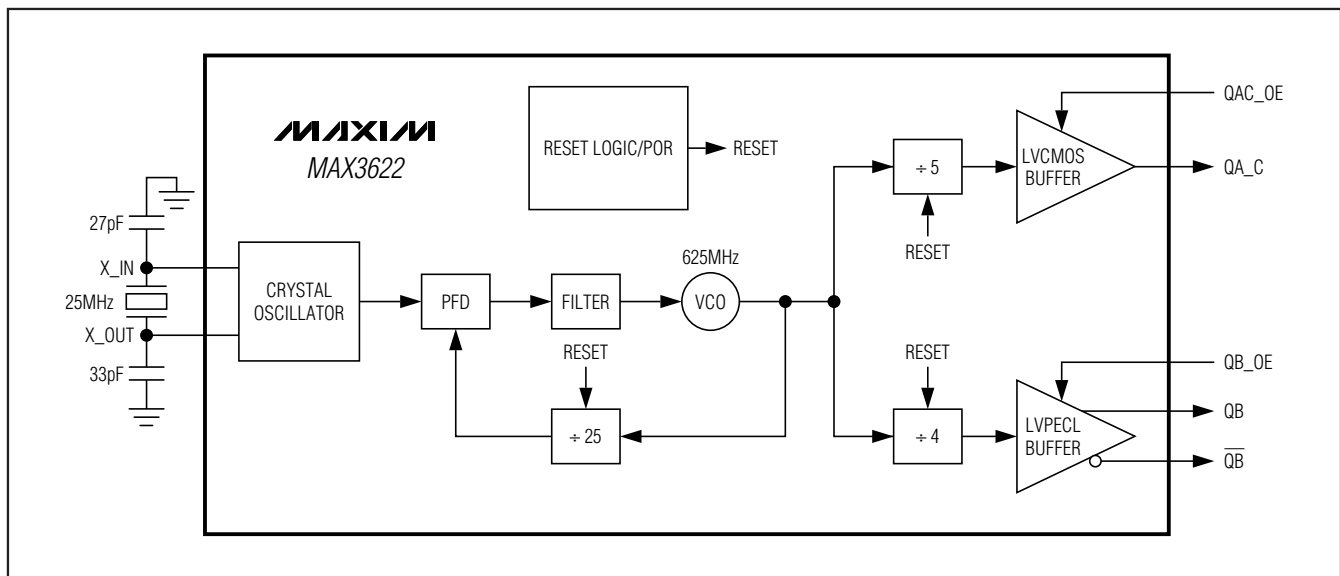 MAXIM
MAX3622
RESET LOGIC/POR
RESET
27pF
X_IN
25MHz
X_OUT
33pF
CRYSTAL
OSCILLATOR
PFD
FILTER
625MHz
VCO
RESET
÷ 25
÷ 5
RESET
LVCMOS
BUFFER
QAC_OE
QA_C
RESET
÷ 4
LVPECL
BUFFER
QB_OE
QB
Q̅B̅